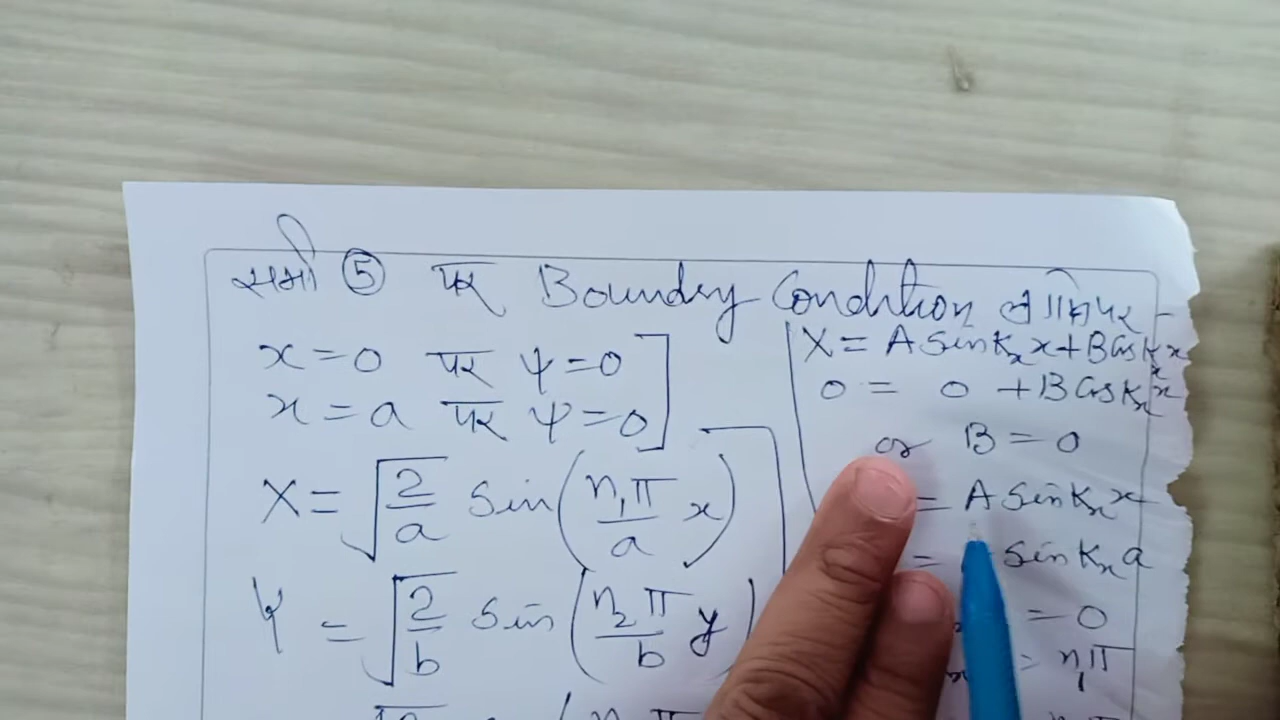 समी ⑤ पर Boundry Condition लगाने पर -
x = 0 पर ψ = 0
x = a पर ψ = 0
X = √(2/a) Sin(n₁π/a x)
Y = √(2/b) Sin(n₂π/b y)
X = A Sin kₓx + B Cos kₓx
0 = 0 + B Cos kₓx
or B = 0
= A Sin kₓx
= Sin kₓa
= 0
= n₁π